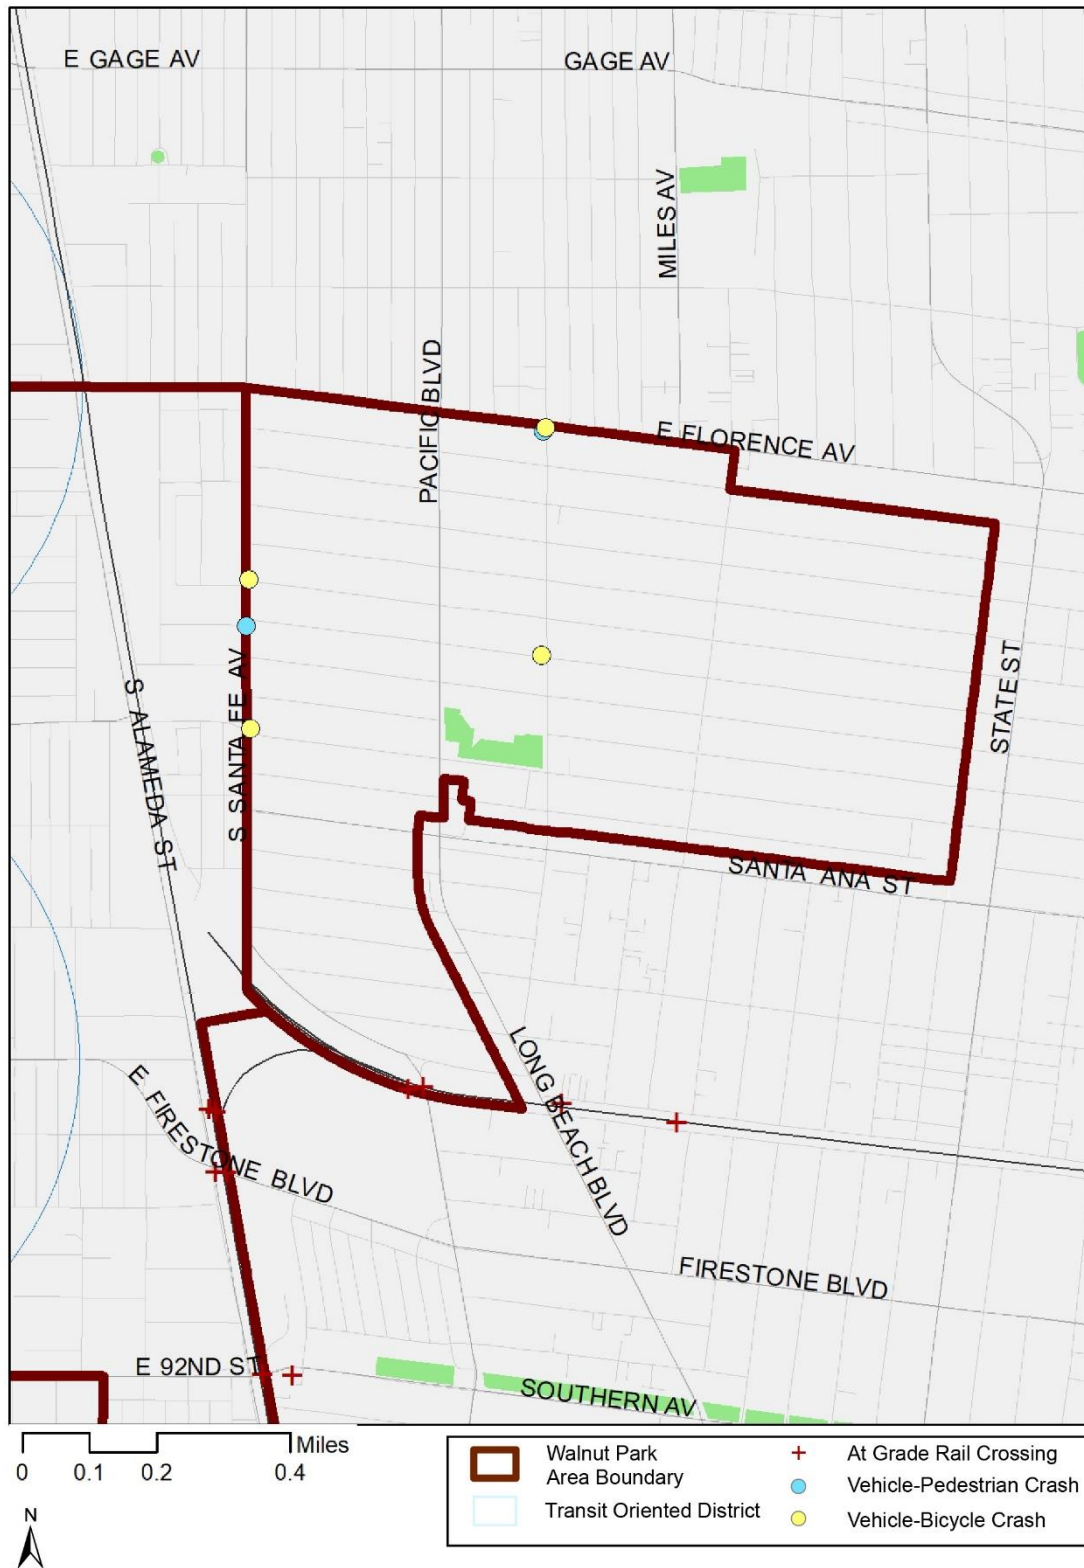 E GAGE AV
GAGE AV
MILES AV
PACIFIC BLVD
E FLORENCE AV
S SANTA FE AV
S ALAMEDA ST
STATE ST
SANTA ANA ST
LONG BEACH BLVD
E FIRESTONE BLVD
FIRESTONE BLVD
E 92ND ST
SOUTHERN AV
Miles
0 0.1 0.2 0.4
N
Walnut Park
Area Boundary
Transit Oriented District
At Grade Rail Crossing
Vehicle-Pedestrian Crash
Vehicle-Bicycle Crash